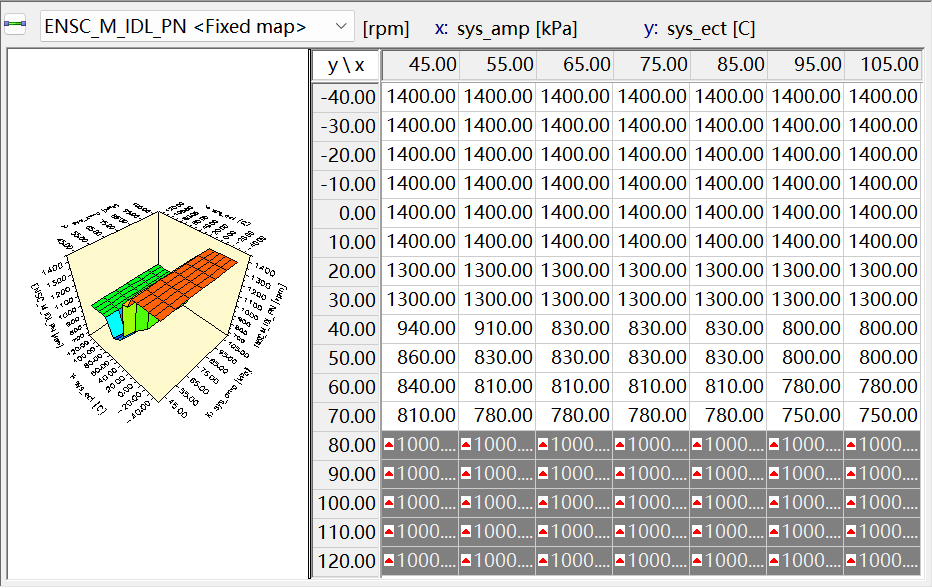 ENSC_M_IDL_PN <Fixed map> [rpm] x: sys_amp [kPa] y: sys_ect [C]
y \ x 45.00 55.00 65.00 75.00 85.00 95.00 105.00
-40.00 1400.00 1400.00 1400.00 1400.00 1400.00 1400.00 1400.00
-30.00 1400.00 1400.00 1400.00 1400.00 1400.00 1400.00 1400.00
-20.00 1400.00 1400.00 1400.00 1400.00 1400.00 1400.00 1400.00
-10.00 1400.00 1400.00 1400.00 1400.00 1400.00 1400.00 1400.00
0.00 1400.00 1400.00 1400.00 1400.00 1400.00 1400.00 1400.00
10.00 1400.00 1400.00 1400.00 1400.00 1400.00 1400.00 1400.00
20.00 1300.00 1300.00 1300.00 1300.00 1300.00 1300.00 1300.00
30.00 1300.00 1300.00 1300.00 1300.00 1300.00 1300.00 1300.00
40.00 940.00 910.00 830.00 830.00 830.00 800.00 800.00
50.00 860.00 830.00 830.00 830.00 830.00 800.00 800.00
60.00 840.00 810.00 810.00 810.00 810.00 780.00 780.00
70.00 810.00 780.00 780.00 780.00 780.00 750.00 750.00
80.00 1000.... 1000.... 1000.... 1000.... 1000.... 1000.... 1000....
90.00 1000.... 1000.... 1000.... 1000.... 1000.... 1000.... 1000....
100.00 1000.... 1000.... 1000.... 1000.... 1000.... 1000.... 1000....
110.00 1000.... 1000.... 1000.... 1000.... 1000.... 1000.... 1000....
120.00 1000.... 1000.... 1000.... 1000.... 1000.... 1000.... 1000....